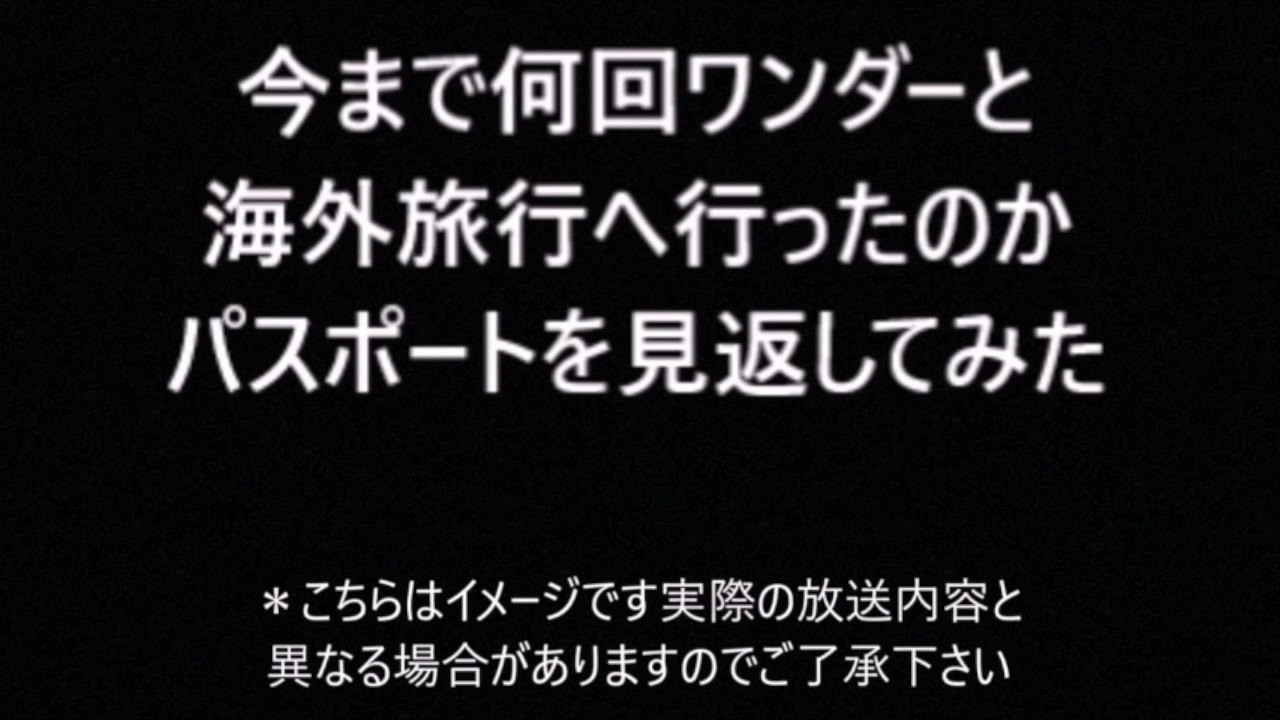 今まで何回ワンダーと
海外旅行へ行ったのか
パスポートを見返してみた
＊こちらはイメージです実際の放送内容と
異なる場合がありますのでご了承下さい